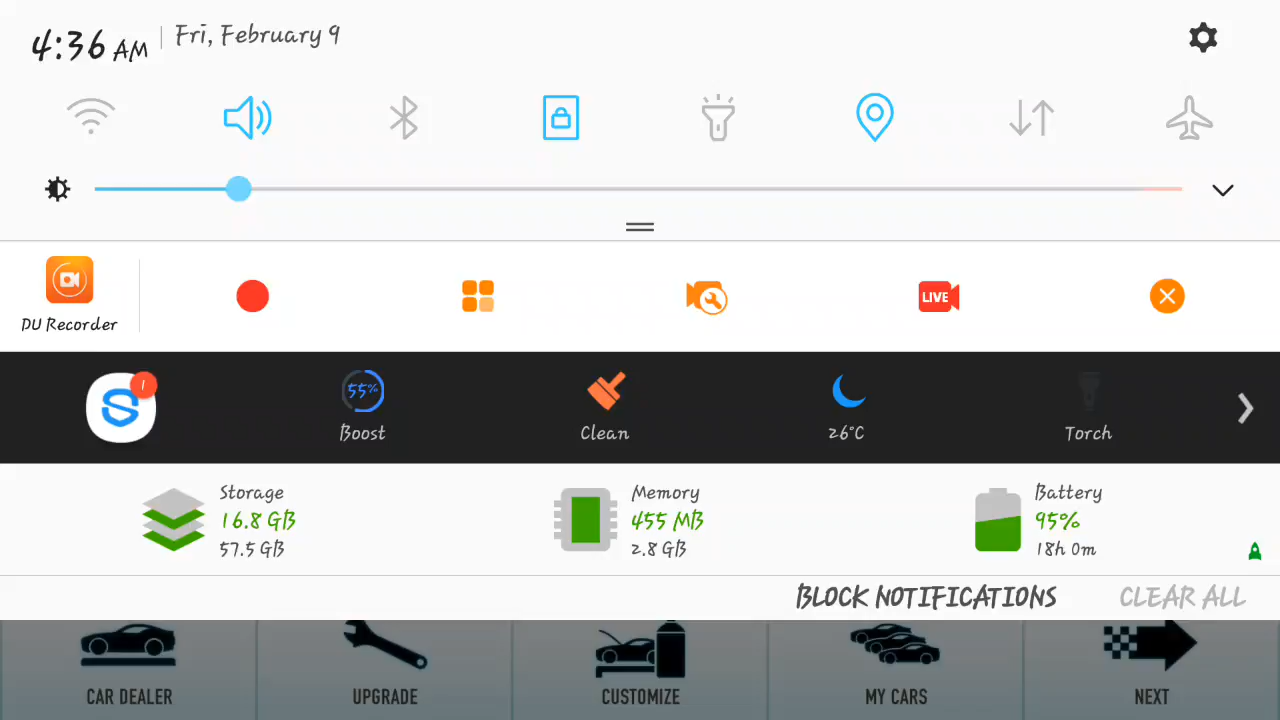 4:36 AM
Fri, February 9
DU Recorder
LIVE
1
55%
Boost
Clean
26°C
Torch
Storage
16.8 GB
57.5 GB
Memory
455 MB
2.8 GB
Battery
95%
18h 0m
BLOCK NOTIFICATIONS
CLEAR ALL
CAR DEALER
UPGRADE
CUSTOMIZE
MY CARS
NEXT